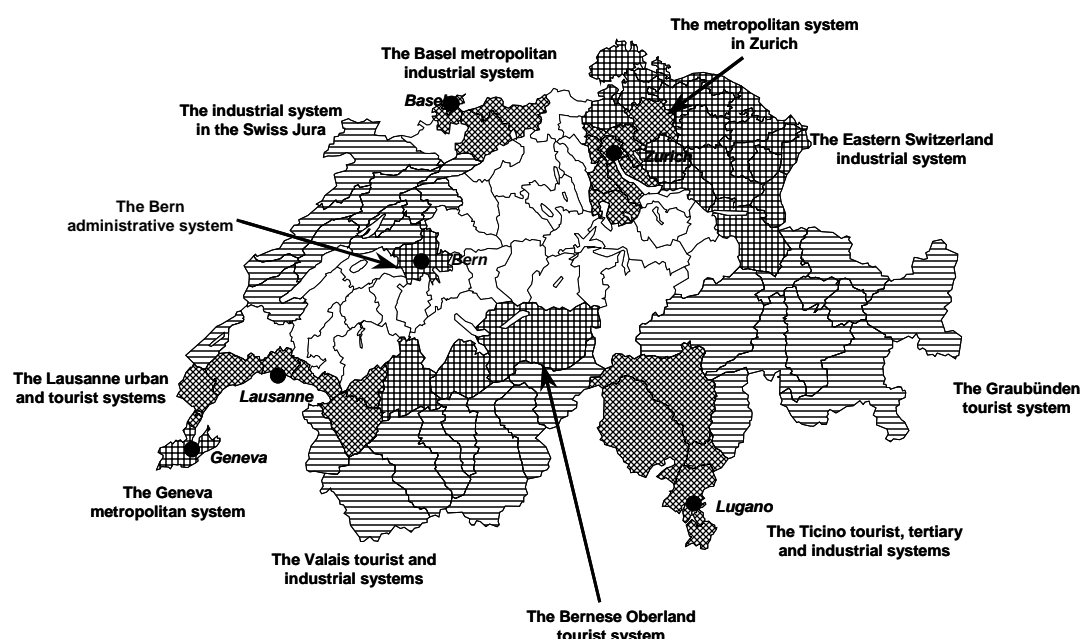 The metropolitan system
in Zurich
The Basel metropolitan
industrial system
Basel
The industrial system
in the Swiss Jura
The Eastern Switzerland
industrial system
Zurich
The Bern
administrative system
Bern
The Lausanne urban
and tourist systems
Lausanne
The Graubünden
tourist system
Geneva
The Geneva
metropolitan system
Lugano
The Ticino tourist, tertiary
and industrial systems
The Valais tourist and
industrial systems
The Bernese Oberland
tourist system